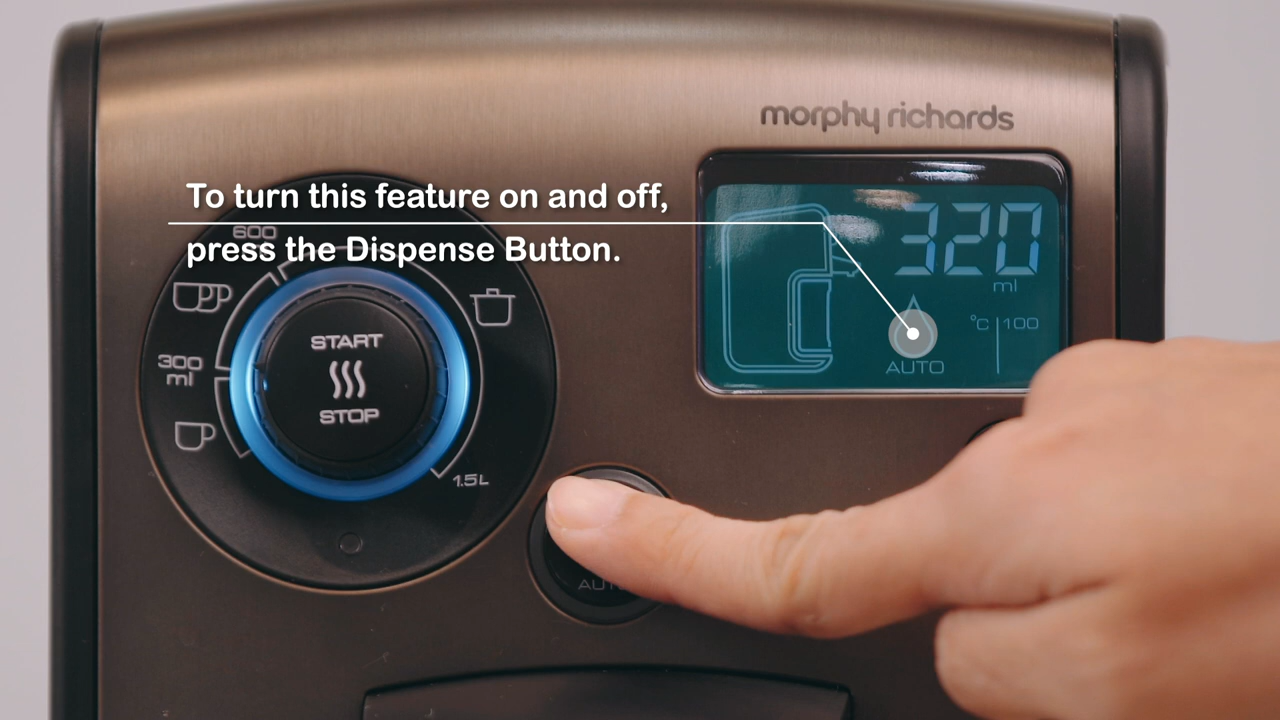 morphy richards
To turn this feature on and off,
press the Dispense Button.
320
ml
°C 100
AUTO
600
300
ml
START
STOP
1.5L